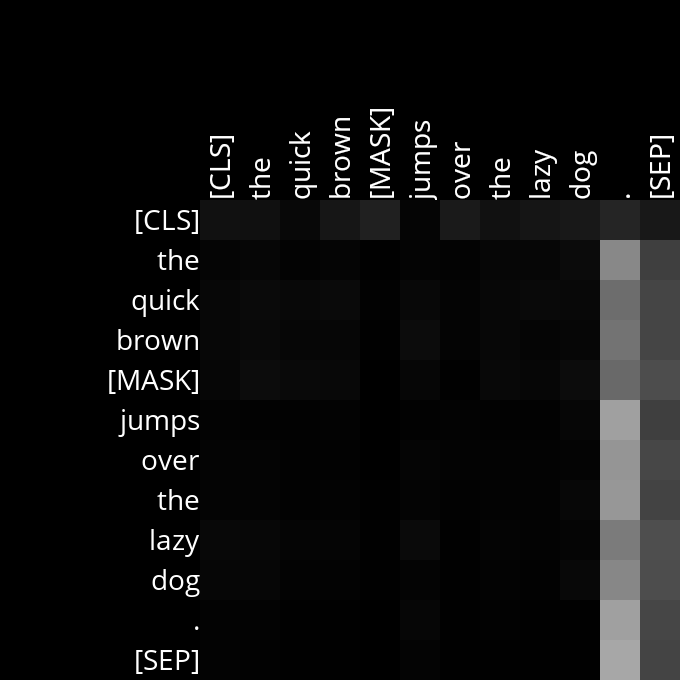 [CLS] the quick brown [MASK] jumps over the lazy dog . [SEP]
[CLS]
the
quick
brown
[MASK]
jumps
over
the
lazy
dog
.
[SEP]